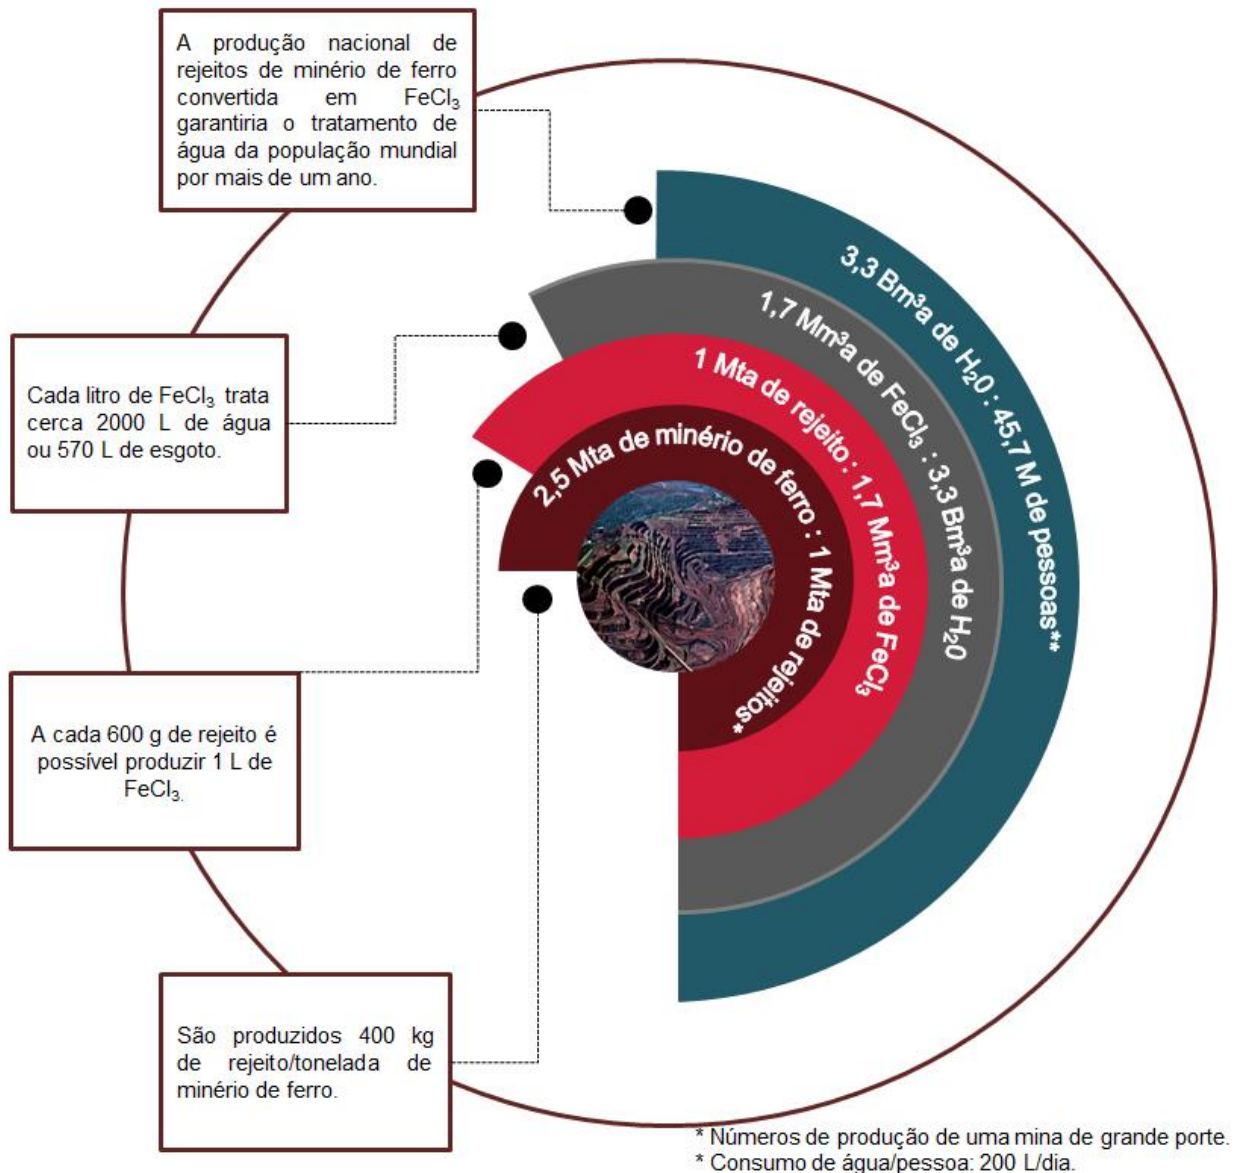 A produção nacional de
rejeitos de minério de ferro
convertida em FeCl₃
garantiria o tratamento de
água da população mundial
por mais de um ano.
Cada litro de FeCl₃ trata
cerca 2000 L de água
ou 570 L de esgoto.
A cada 600 g de rejeito é
possível produzir 1 L de
FeCl₃.
São produzidos 400 kg
de rejeito/tonelada de
minério de ferro.
3,3 Bm³a de H₂0 : 45,7 M de pessoas**
1,7 Mm³a de FeCl₃ : 3,3 Bm³a de H₂0
1 Mta de rejeito : 1,7 Mm³a de FeCl₃
2,5 Mta de minério de ferro : 1 Mta de rejeitos*
* Números de produção de uma mina de grande porte.
* Consumo de água/pessoa: 200 L/dia.